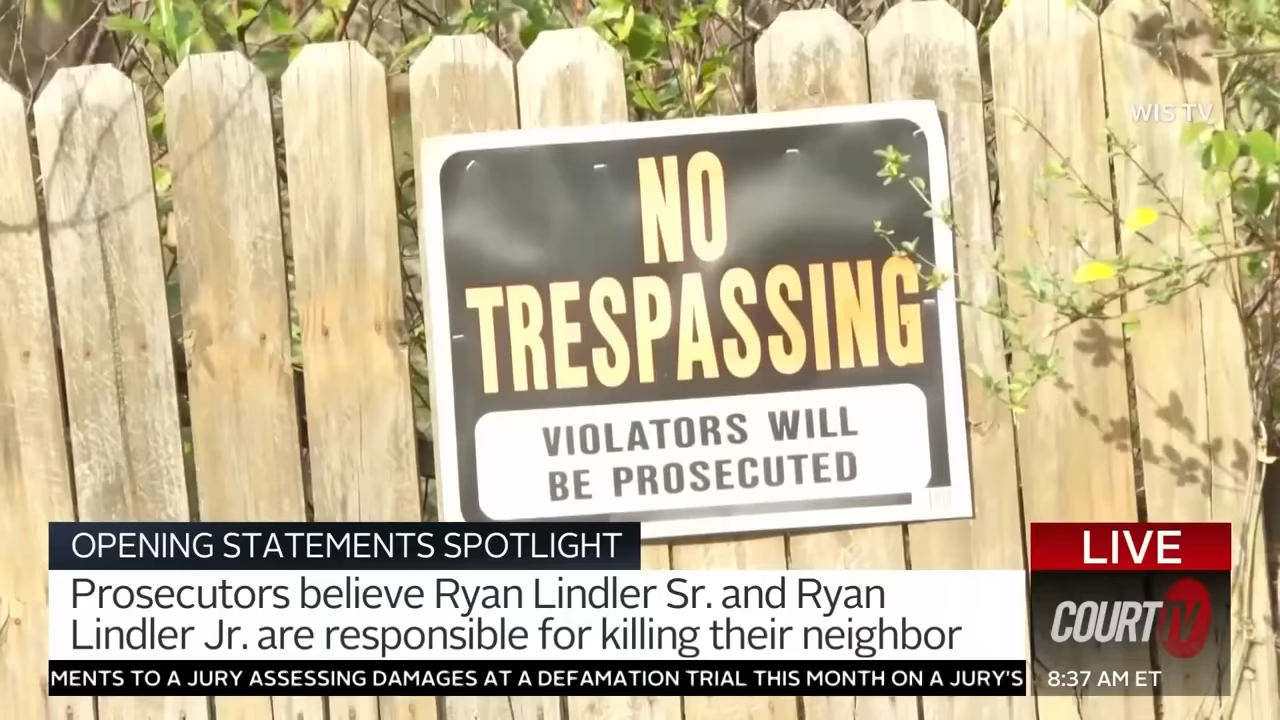 WIS TV
NO
TRESPASSING
VIOLATORS WILL
BE PROSECUTED
OPENING STATEMENTS SPOTLIGHT
Prosecutors believe Ryan Lindler Sr. and Ryan
Lindler Jr. are responsible for killing their neighbor
MENTS TO A JURY ASSESSING DAMAGES AT A DEFAMATION TRIAL THIS MONTH ON A JURY'S
LIVE
COURT TV
8:37 AM ET